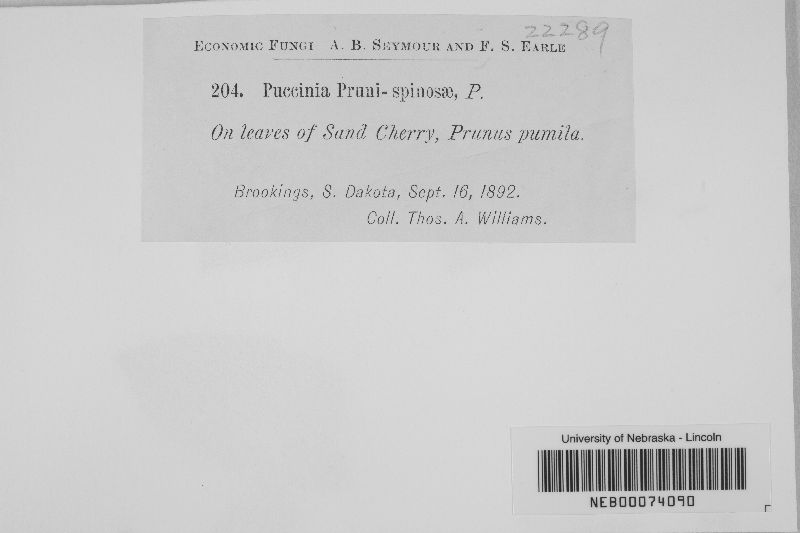 22289
Economic Fungi A. B. Seymour and F. S. Earle
204. Puccinia Pruni-spinosæ, P.
On leaves of Sand Cherry, Prunus pumila.
Brookings, S. Dakota, Sept. 16, 1892.
Coll. Thos. A. Williams.
University of Nebraska - Lincoln
NEB00074090